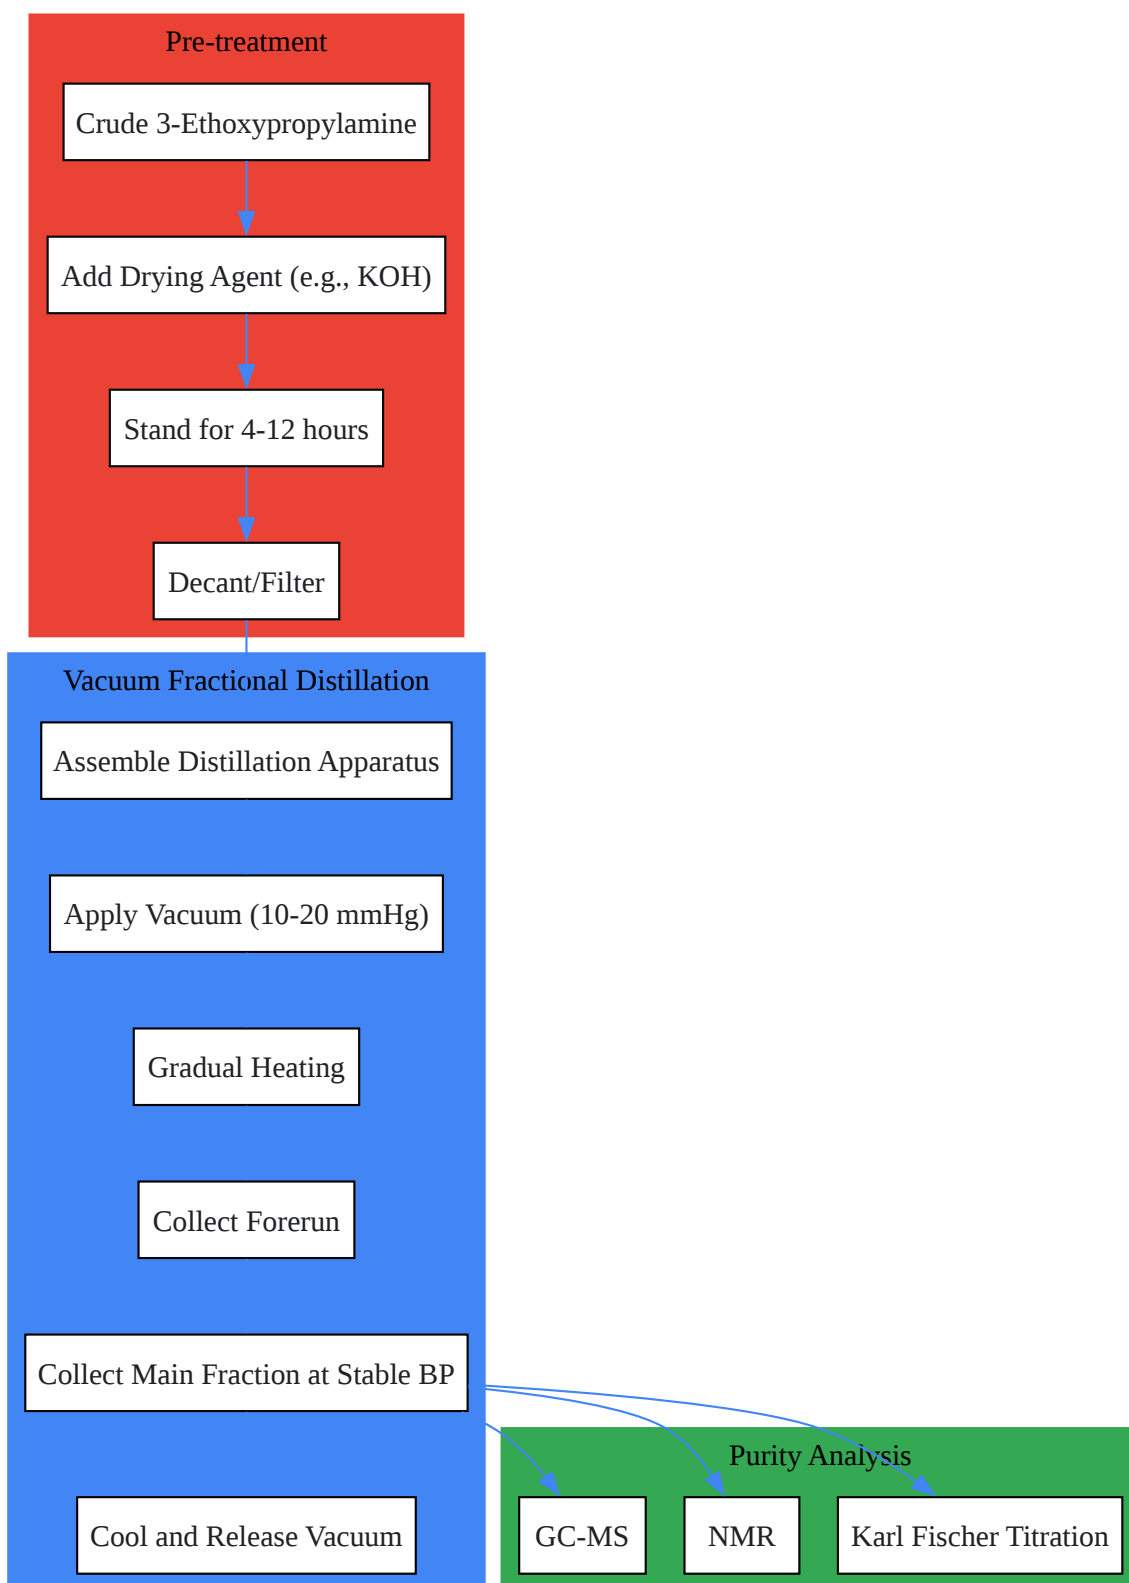 Pre-treatment
Crude 3-Ethoxypropylamine
Add Drying Agent (e.g., KOH)
Stand for 4-12 hours
Decant/Filter
Vacuum Fractional Distillation
Assemble Distillation Apparatus
Apply Vacuum (10-20 mmHg)
Gradual Heating
Collect Forerun
Collect Main Fraction at Stable BP
Cool and Release Vacuum
Purity Analysis
GC-MS
NMR
Karl Fischer Titration